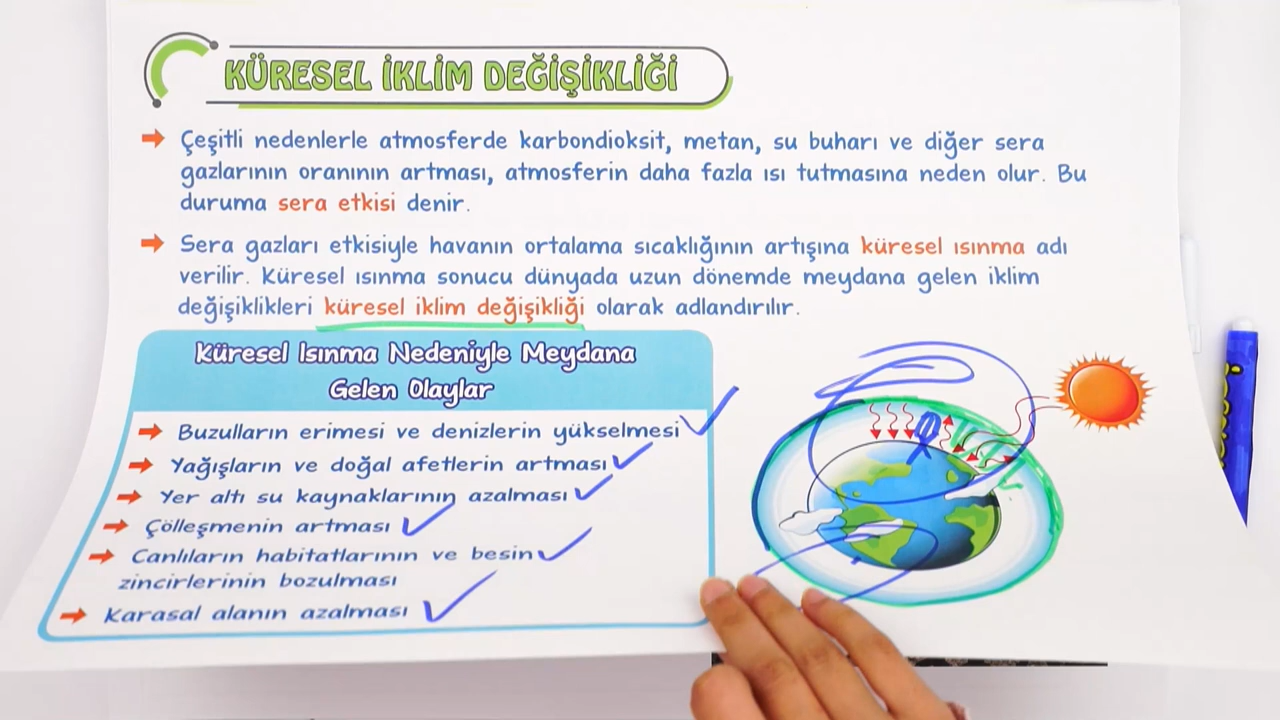 KÜRESEL İKLİM DEĞİŞİKLİĞİ
Çeşitli nedenlerle atmosferde karbondioksit, metan, su buharı ve diğer sera
gazlarının oranının artması, atmosferin daha fazla ısı tutmasına neden olur. Bu
duruma sera etkisi denir.
Sera gazları etkisiyle havanın ortalama sıcaklığının artışına küresel ısınma adı
verilir. Küresel ısınma sonucu dünyada uzun dönemde meydana gelen iklim
değişiklikleri küresel iklim değişikliği olarak adlandırılır.
Küresel Isınma Nedeniyle Meydana
Gelen Olaylar
Buzulların erimesi ve denizlerin yükselmesi
Yağışların ve doğal afetlerin artması
Yer altı su kaynaklarının azalması
Çölleşmenin artması
Canlıların habitatlarının ve besin
zincirlerinin bozulması
Karasal alanın azalması